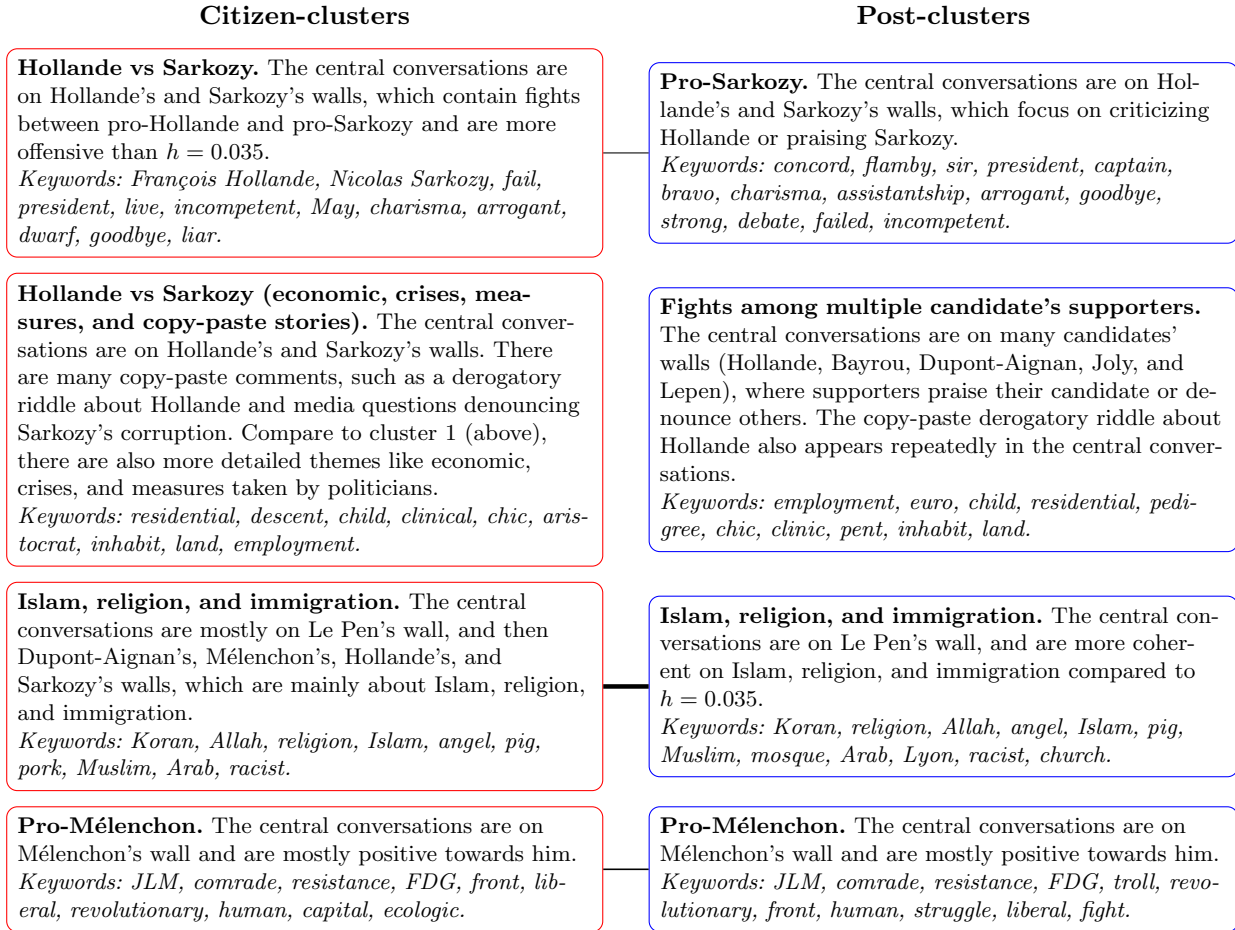 Citizen-clusters
Post-clusters
Hollande vs Sarkozy. The central conversations are
on Hollande's and Sarkozy's walls, which contain fights
between pro-Hollande and pro-Sarkozy and are more
offensive than h = 0.035.
Keywords: François Hollande, Nicolas Sarkozy, fail,
president, live, incompetent, May, charisma, arrogant,
dwarf, goodbye, liar.
Pro-Sarkozy. The central conversations are on Hol-
lande's and Sarkozy's walls, which focus on criticizing
Hollande or praising Sarkozy.
Keywords: concord, flamby, sir, president, captain,
bravo, charisma, assistantship, arrogant, goodbye,
strong, debate, failed, incompetent.
Hollande vs Sarkozy (economic, crises, mea-
sures, and copy-paste stories). The central conver-
sations are on Hollande's and Sarkozy's walls. There
are many copy-paste comments, such as a derogatory
riddle about Hollande and media questions denouncing
Sarkozy's corruption. Compare to cluster 1 (above),
there are also more detailed themes like economic,
crises, and measures taken by politicians.
Keywords: residential, descent, child, clinical, chic, aris-
tocrat, inhabit, land, employment.
Fights among multiple candidate's supporters.
The central conversations are on many candidates'
walls (Hollande, Bayrou, Dupont-Aignan, Joly, and
Lepen), where supporters praise their candidate or de-
nounce others. The copy-paste derogatory riddle about
Hollande also appears repeatedly in the central conver-
sations.
Keywords: employment, euro, child, residential, pedi-
gree, chic, clinic, pent, inhabit, land.
Islam, religion, and immigration. The central
conversations are mostly on Le Pen's wall, and then
Dupont-Aignan's, Mélenchon's, Hollande's, and
Sarkozy's walls, which are mainly about Islam, religion,
and immigration.
Keywords: Koran, Allah, religion, Islam, angel, pig,
pork, Muslim, Arab, racist.
Islam, religion, and immigration. The central con-
versations are on Le Pen's wall, and are more coher-
ent on Islam, religion, and immigration compared to
h = 0.035.
Keywords: Koran, religion, Allah, angel, Islam, pig,
Muslim, mosque, Arab, Lyon, racist, church.
Pro-Mélenchon. The central conversations are on
Mélenchon's wall and are mostly positive towards him.
Keywords: JLM, comrade, resistance, FDG, front, lib-
eral, revolutionary, human, capital, ecologic.
Pro-Mélenchon. The central conversations are on
Mélenchon's wall and are mostly positive towards him.
Keywords: JLM, comrade, resistance, FDG, troll, revo-
lutionary, front, human, struggle, liberal, fight.